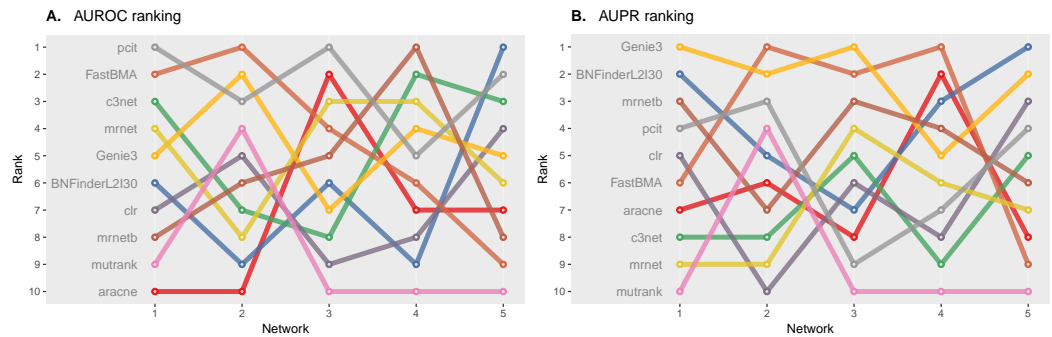 A. AUROC ranking
1 pcit
2 FastBMA
3 c3net
4 mrnet
5 Genie3
6 BNFinderL2I30
7 clr
8 mrnetb
9 mutrank
10 aracne
Rank
1 2 3 4 5
Network
B. AUPR ranking
1 Genie3
2 BNFinderL2I30
3 mrnetb
4 pcit
5 clr
6 FastBMA
7 aracne
8 c3net
9 mrnet
10 mutrank
Rank
1 2 3 4 5
Network